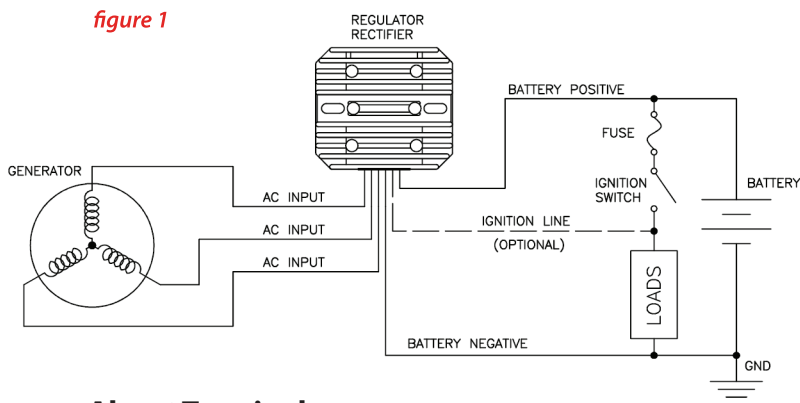 figure 1
REGULATOR
RECTIFIER
BATTERY POSITIVE
FUSE
GENERATOR
IGNITION
SWITCH
BATTERY
AC INPUT
IGNITION LINE
(OPTIONAL)
AC INPUT
AC INPUT
LOADS
BATTERY NEGATIVE
GND